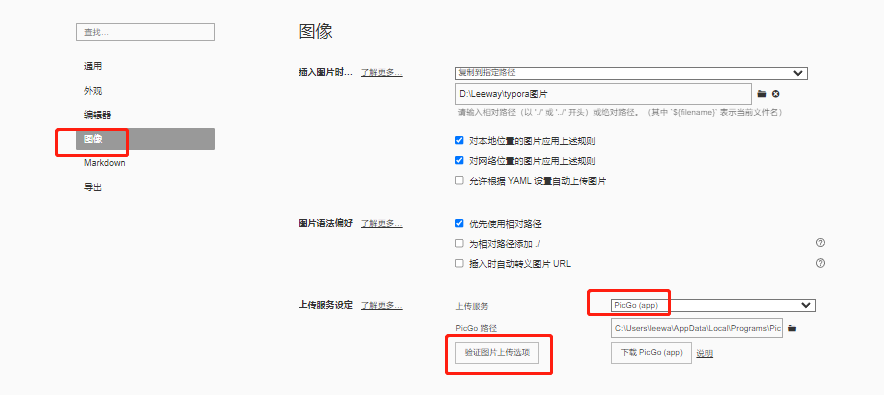 查找...
通用
外观
编辑器
图像
Markdown
导出
图像
插入图片时... 了解更多...
复制到指定路径
D:\Leeway\typora图片
请输入相对路径（以 './' 或 '../' 开头）或绝对路径。（其中 `${filename}` 表示当前文件名）
对本地位置的图片应用上述规则
对网络位置的图片应用上述规则
允许根据 YAML 设置自动上传图片
图片语法偏好 了解更多...
优先使用相对路径
为相对路径添加 ./
插入时自动转义图片 URL
上传服务设定 了解更多...
上传服务 PicGo (app)
PicGo 路径 C:\Users\leewa\AppData\Local\Programs\Pic
验证图片上传选项 下载 PicGo (app) 说明